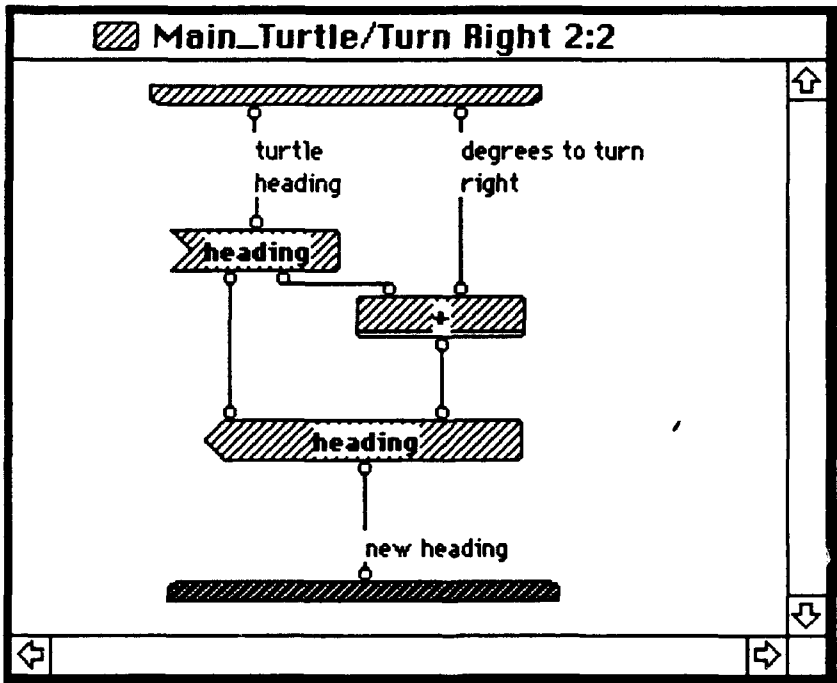 Main_Turtle/Turn Right 2:2
turtle
heading
degrees to turn
right
heading
+
heading
new heading